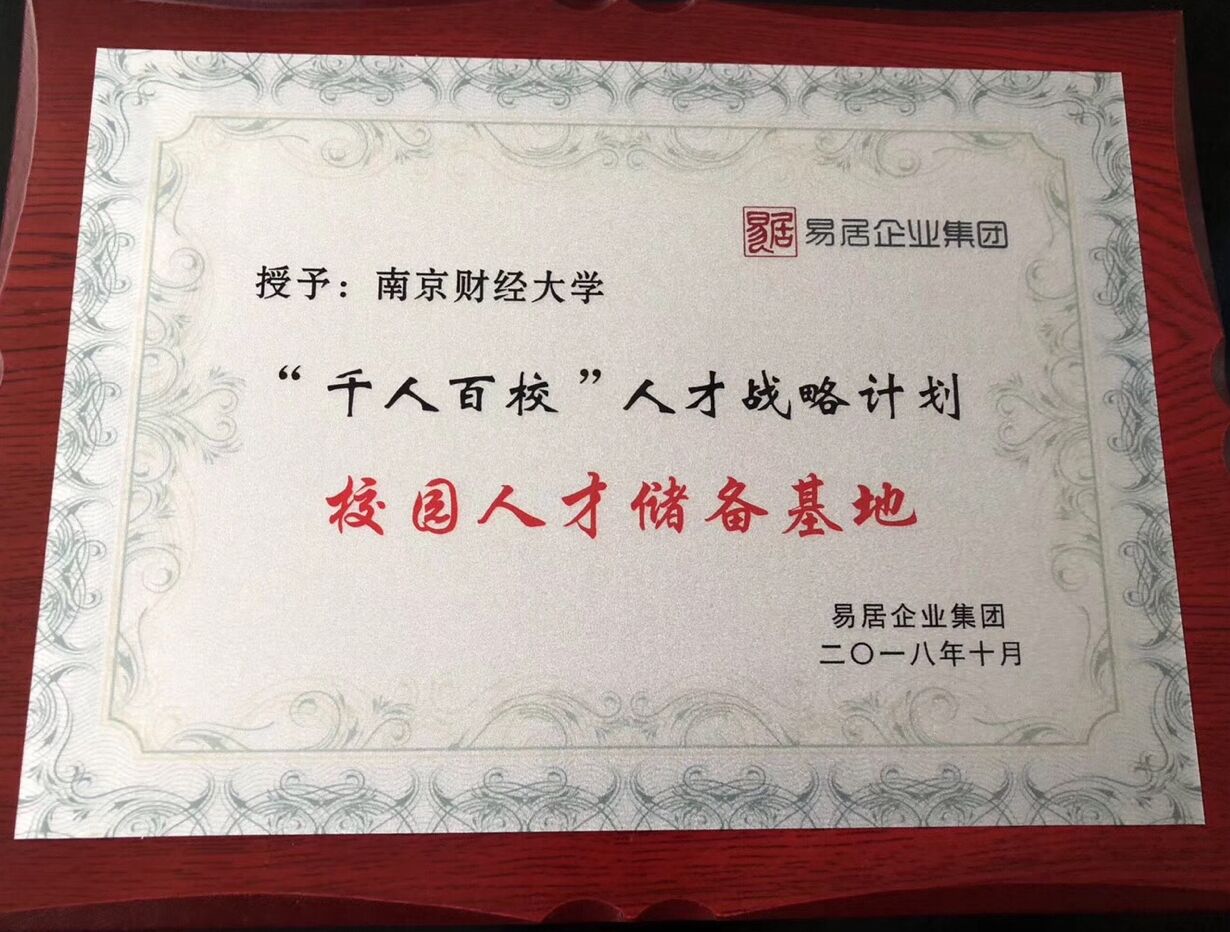 易居 易居企业集团
授予：南京财经大学
“千人百校”人才战略计划
校园人才储备基地
易居企业集团
二〇一八年十月